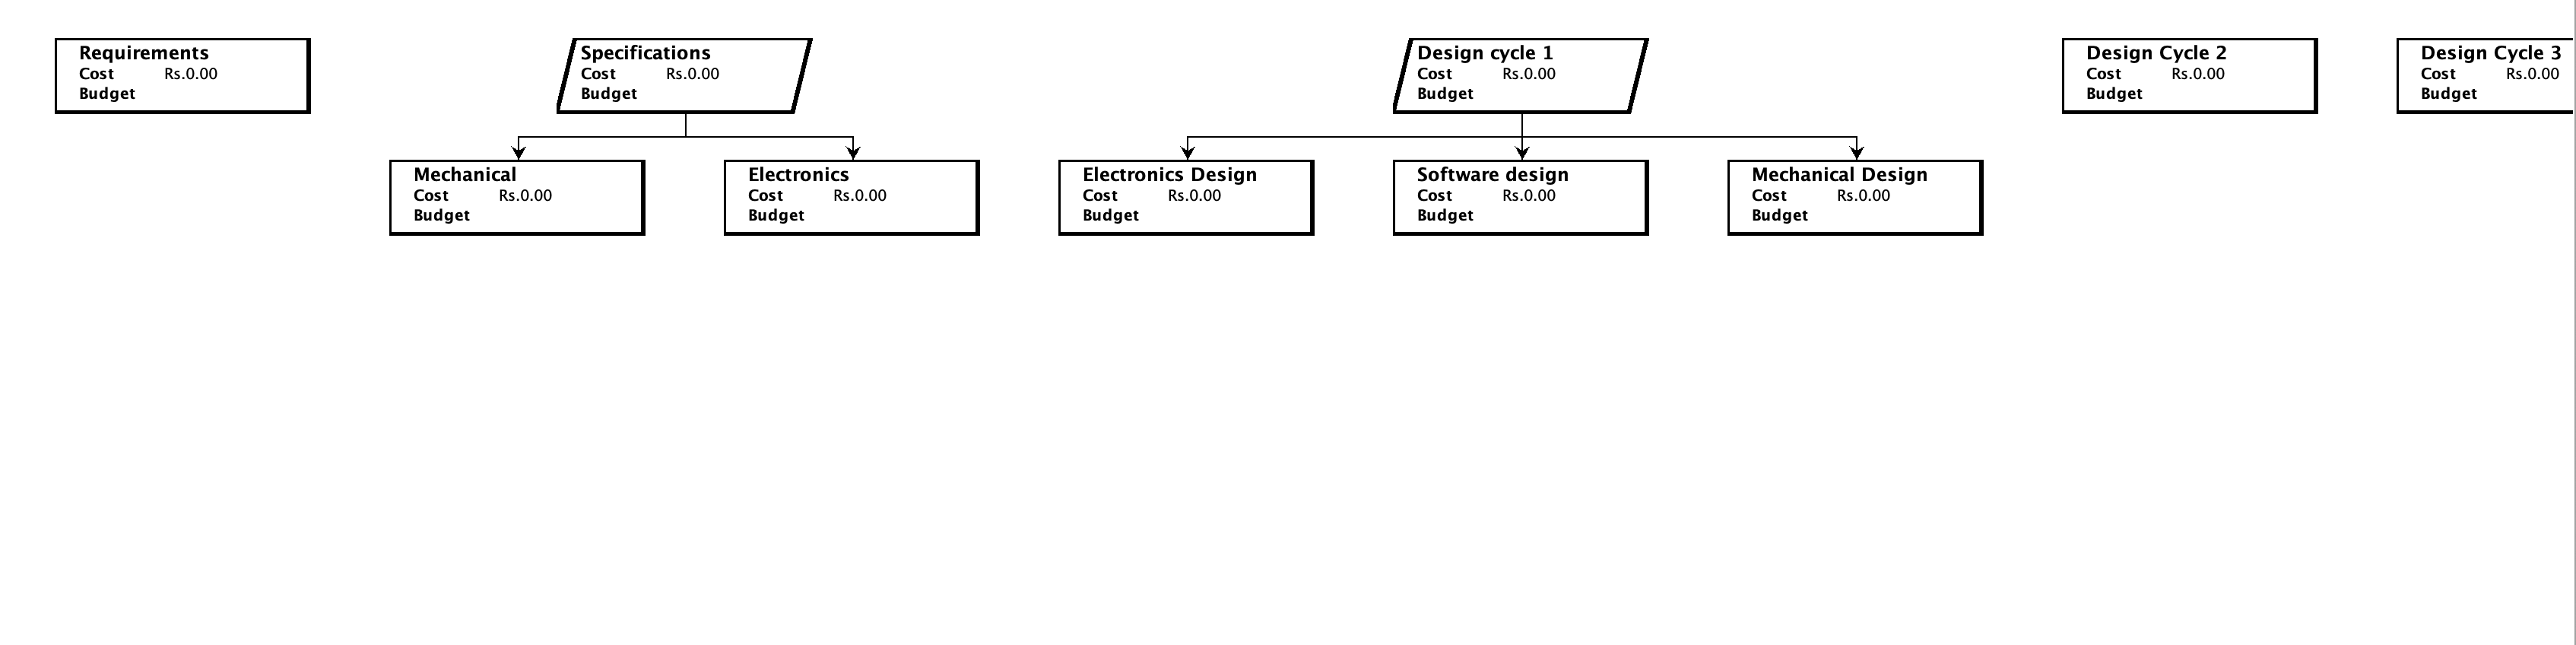 Requirements
Cost Rs.0.00
Budget
Specifications
Cost Rs.0.00
Budget
Design cycle 1
Cost Rs.0.00
Budget
Design Cycle 2
Cost Rs.0.00
Budget
Design Cycle 3
Cost Rs.0.00
Budget
Mechanical
Cost Rs.0.00
Budget
Electronics
Cost Rs.0.00
Budget
Electronics Design
Cost Rs.0.00
Budget
Software design
Cost Rs.0.00
Budget
Mechanical Design
Cost Rs.0.00
Budget